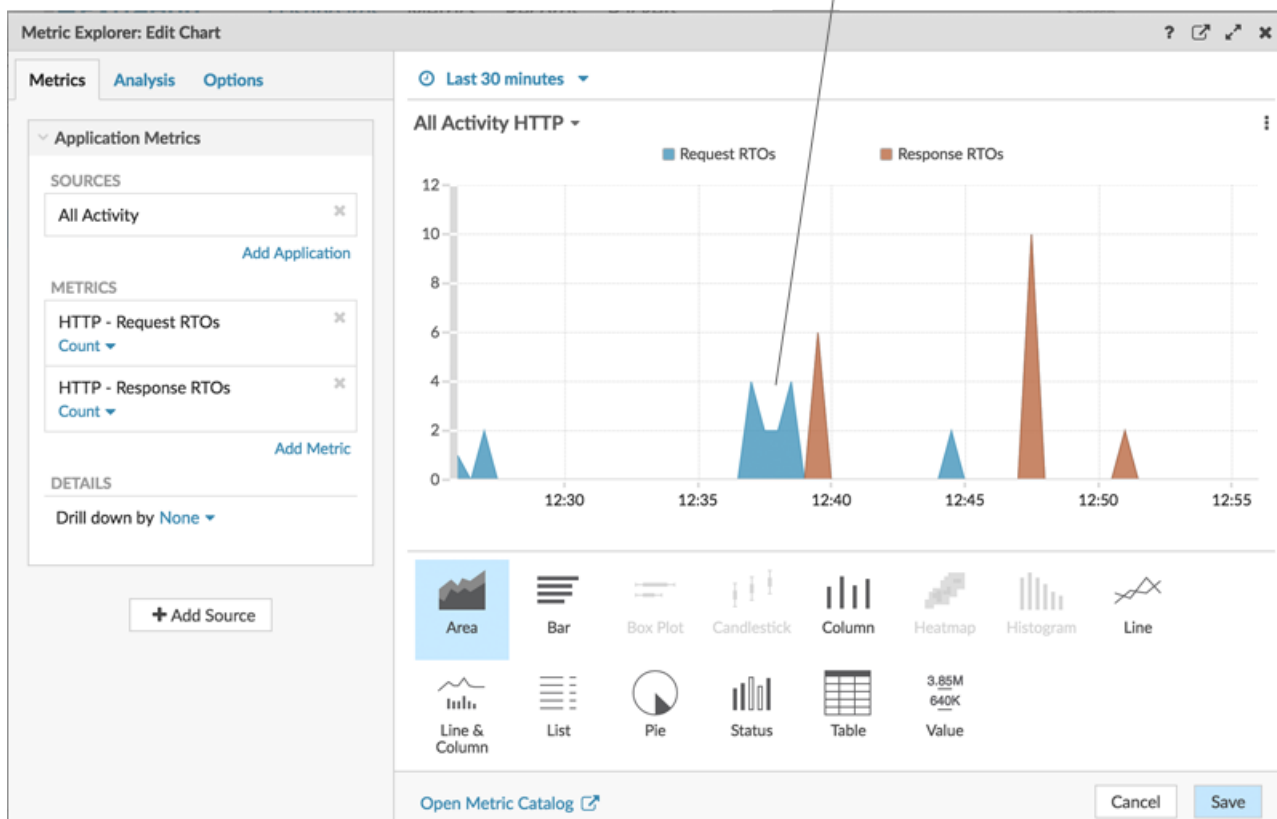 Metric Explorer: Edit Chart
?
Metrics Analysis Options
Application Metrics
SOURCES
All Activity
Add Application
METRICS
HTTP - Request RTOs
Count
HTTP - Response RTOs
Count
Add Metric
DETAILS
Drill down by None
+ Add Source
Last 30 minutes
All Activity HTTP
Request RTOs Response RTOs
12
10
8
6
4
2
0
12:30 12:35 12:40 12:45 12:50 12:55
Area Bar Box Plot Candlestick Column Heatmap Histogram Line
3.85M
640K
Line & Column List Pie Status Table Value
Open Metric Catalog
Cancel Save